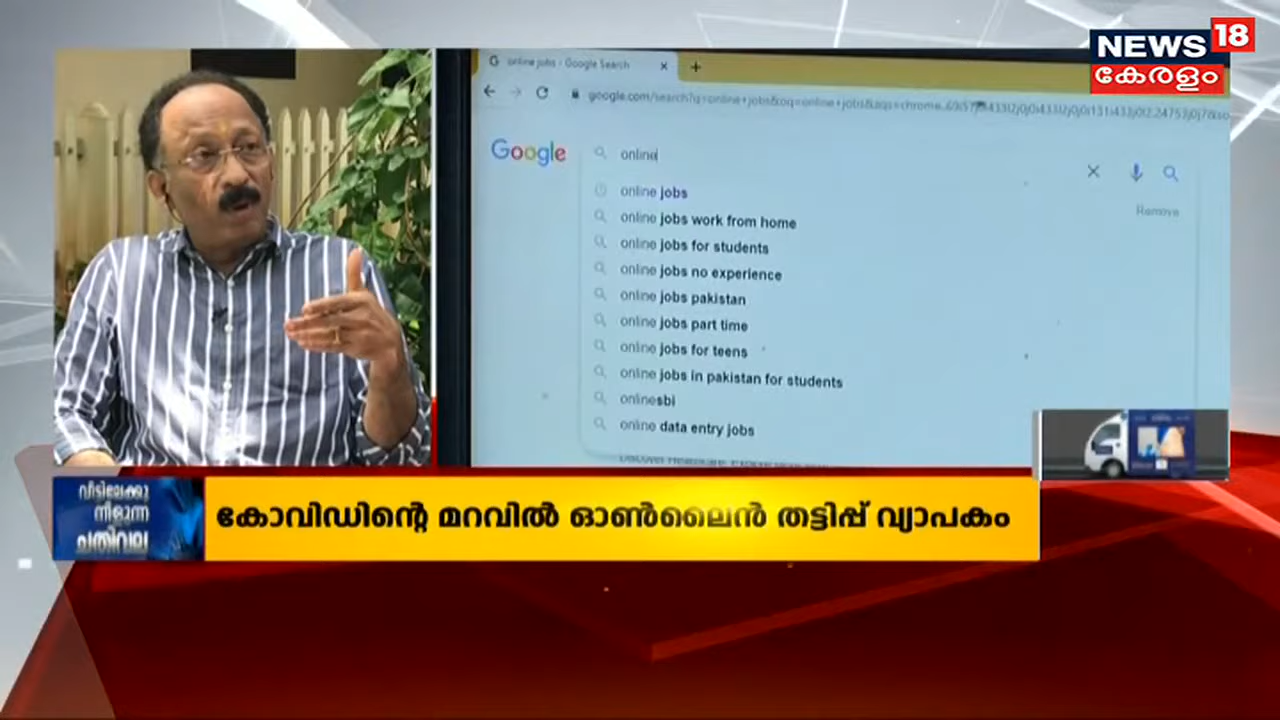 NEWS 18
കേരളം
online jobs - Google Search
Google
online
online jobs
Remove
online jobs work from home
online jobs for students
online jobs no experience
online jobs pakistan
online jobs part time
online jobs for teens
online jobs in pakistan for students
onlinesbi
online data entry jobs
വീട്ടിലേക്കു
നീളുന്ന
ചതിവല
കോവിഡിന്റെ മറവിൽ ഓൺലൈൻ തട്ടിപ്പ് വ്യാപകം